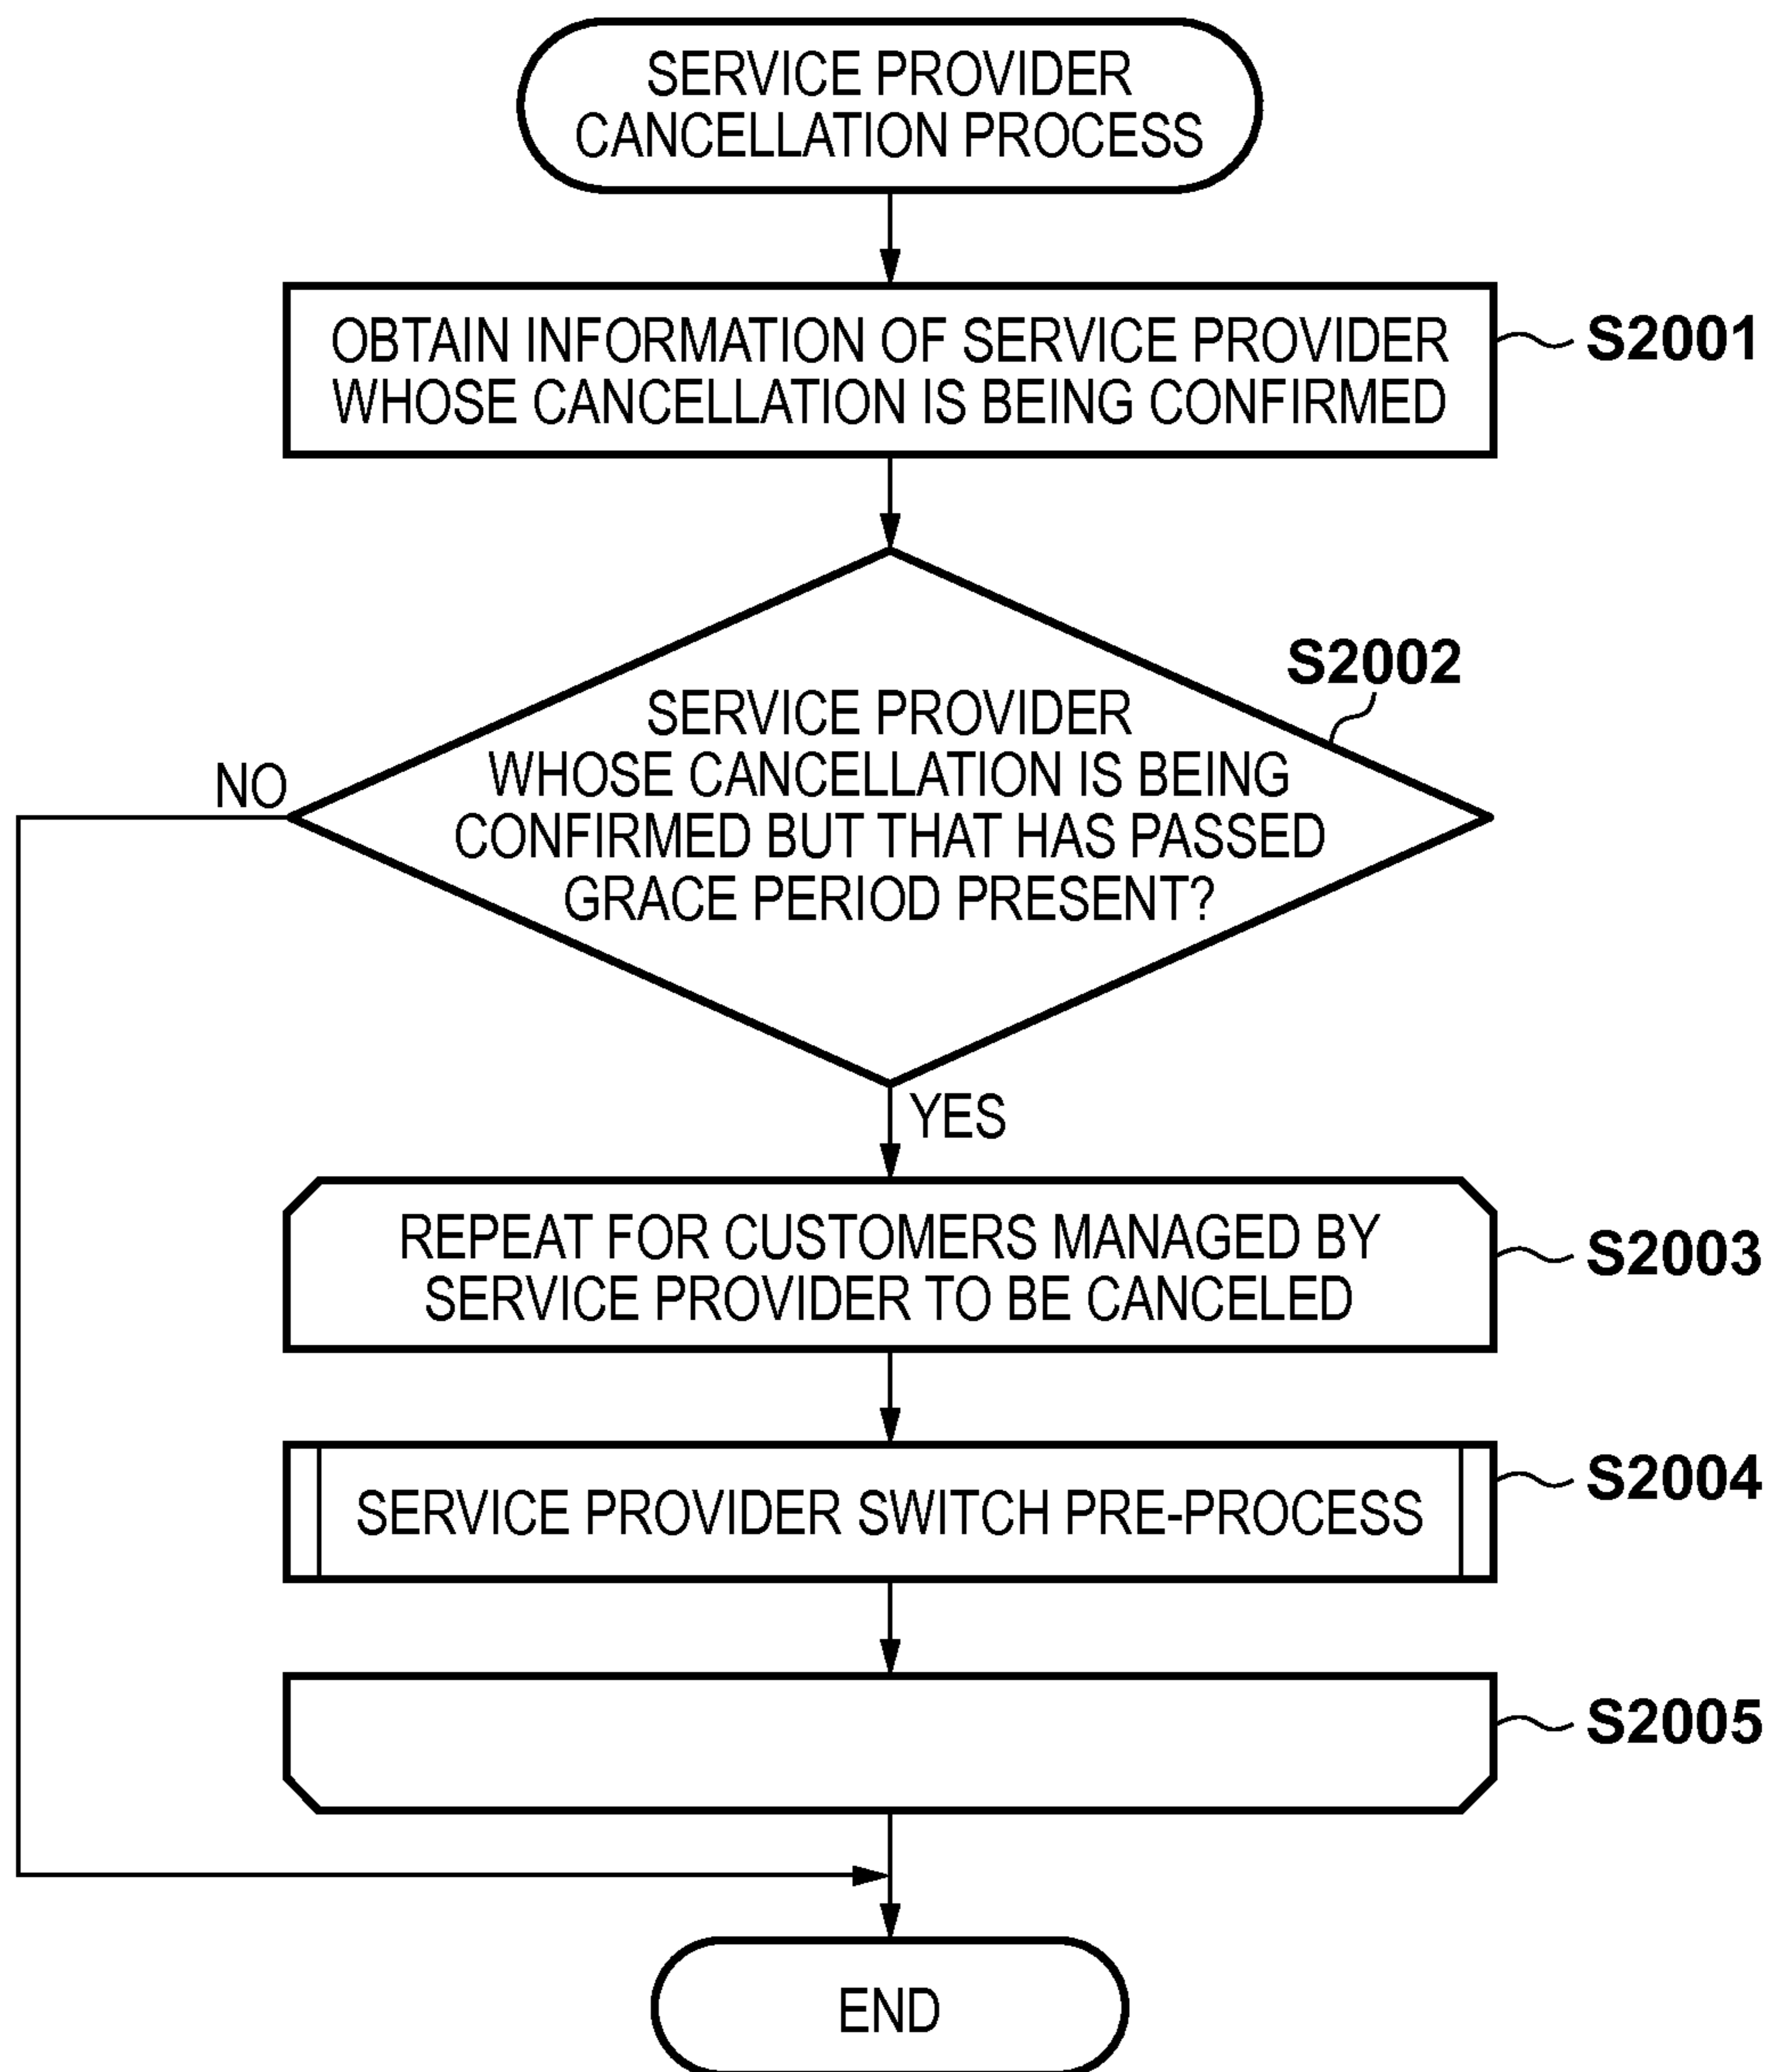 SERVICE PROVIDER
CANCELLATION PROCESS
OBTAIN INFORMATION OF SERVICE PROVIDER
WHOSE CANCELLATION IS BEING CONFIRMED
S2001
S2002
SERVICE PROVIDER
WHOSE CANCELLATION IS BEING
CONFIRMED BUT THAT HAS PASSED
GRACE PERIOD PRESENT?
NO
YES
REPEAT FOR CUSTOMERS MANAGED BY
SERVICE PROVIDER TO BE CANCELED
S2003
SERVICE PROVIDER SWITCH PRE-PROCESS
S2004
S2005
END